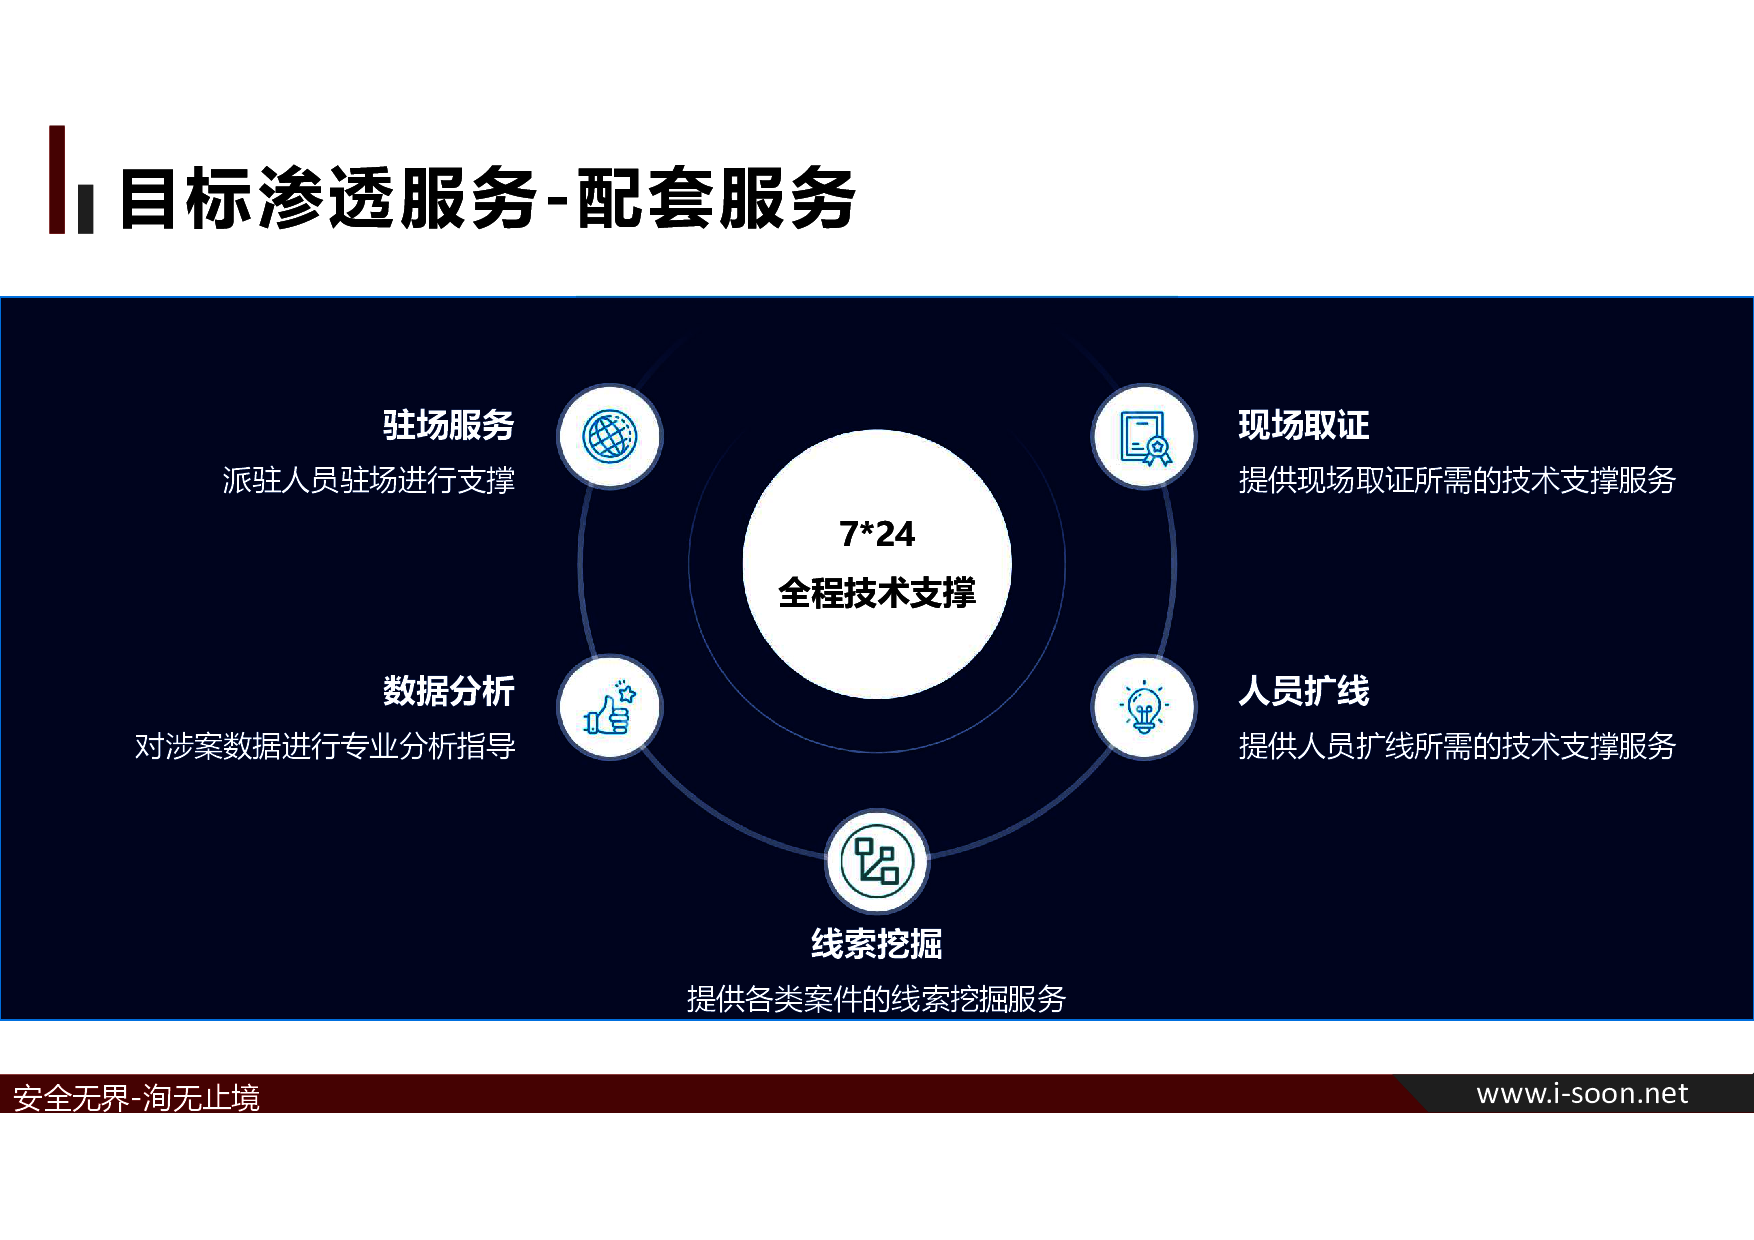 目标渗透服务-配套服务
驻场服务
派驻人员驻场进行支撑
现场取证
提供现场取证所需的技术支撑服务
7*24
全程技术支撑
数据分析
对涉案数据进行专业分析指导
人员扩线
提供人员扩线所需的技术支撑服务
线索挖掘
提供各类案件的线索挖掘服务
安全无界-洵无止境
www.i-soon.net